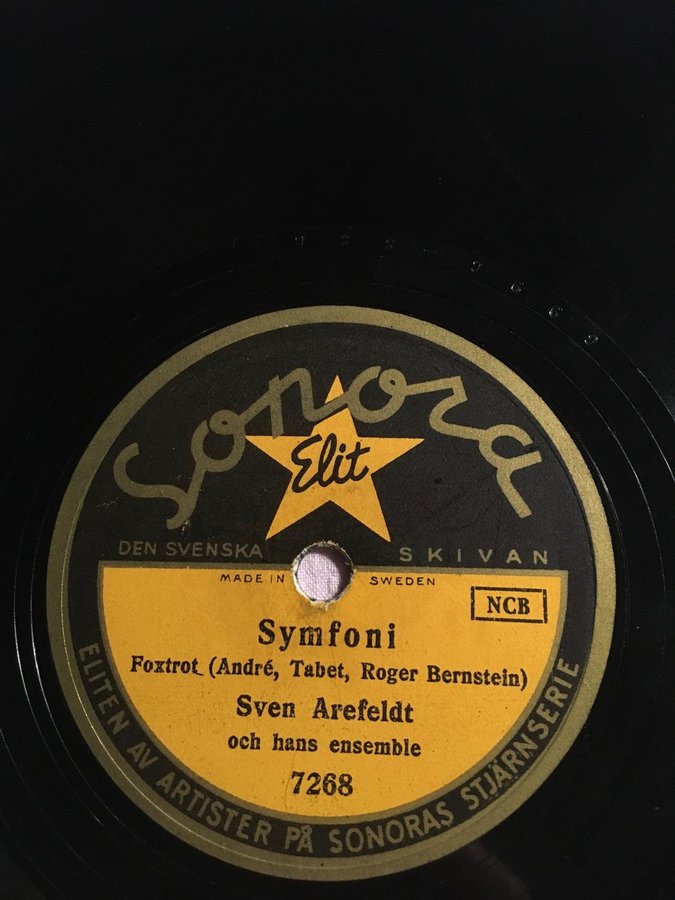 Sonora
Elit
DEN SVENSKA SKIVAN
MADE IN SWEDEN
NCB
Symfoni
Foxtrot (André, Tabet, Roger Bernstein)
Sven Arefeldt
och hans ensemble
7268
ELITEN AV ARTISTER PÅ SONORAS STJÄRNSERIE